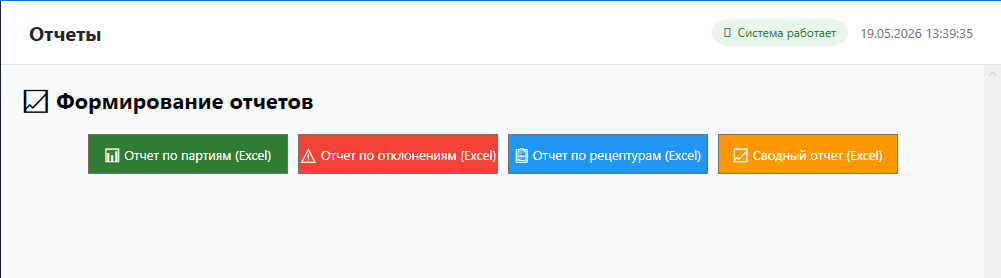 Отчеты
Система работает
19.05.2026 13:39:35
Формирование отчетов
Отчет по партиям (Excel)
Отчет по отклонениям (Excel)
Отчет по рецептурам (Excel)
Сводный отчет (Excel)